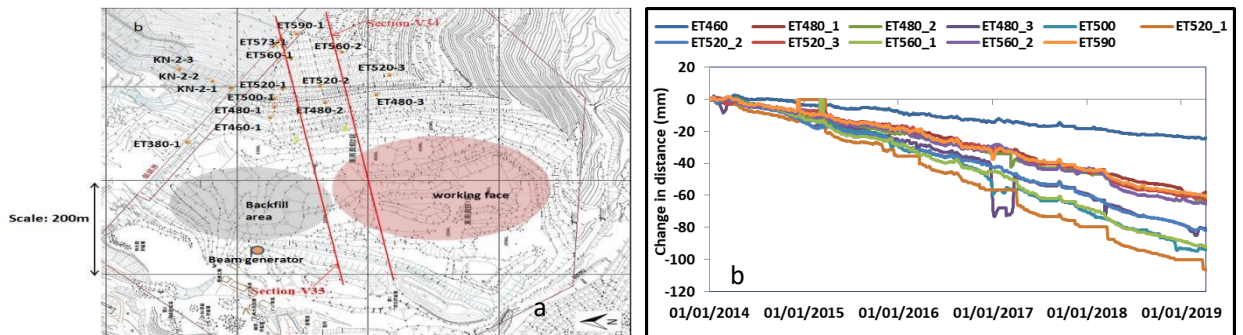 b
ET590-1
Section-V34
ET573-1
ET560-2
ET560-1
KN-2-3
KN-2-2
KN-2-1
ET520-3
ET520-1
ET520-2
ET500-1
ET480-1
ET480-2
ET480-3
ET460-1
ET380-1
Scale: 200m
Backfill
area
working face
Beam generator
Section-V35
a
N
ET460
ET480_1
ET480_2
ET480_3
ET500
ET520_1
ET520_2
ET520_3
ET560_1
ET560_2
ET590
Change in distance (mm)
20
0
-20
-40
-60
-80
-100
-120
b
01/01/2014
01/01/2015
01/01/2016
01/01/2017
01/01/2018
01/01/2019